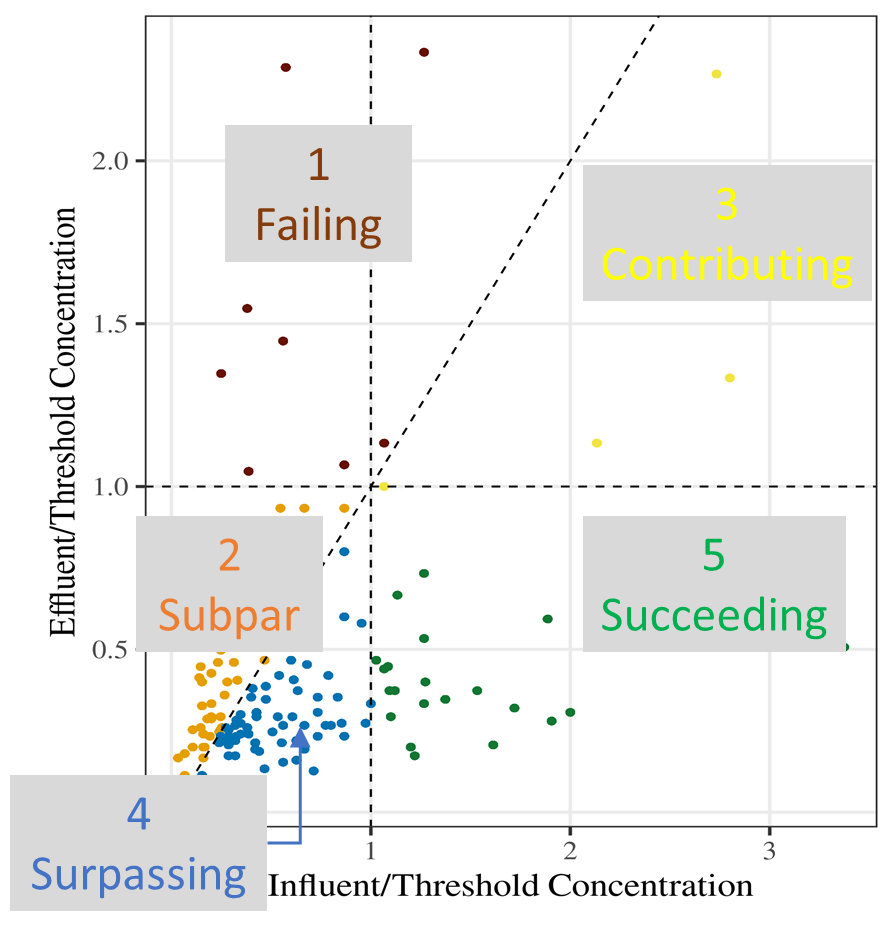 1
Failing
2.0
3
Contributing
1.5
Effluent/Threshold Concentration
1.0
2
Subpar
5
Succeeding
0.5
4
Surpassing
1
2
3
Influent/Threshold Concentration